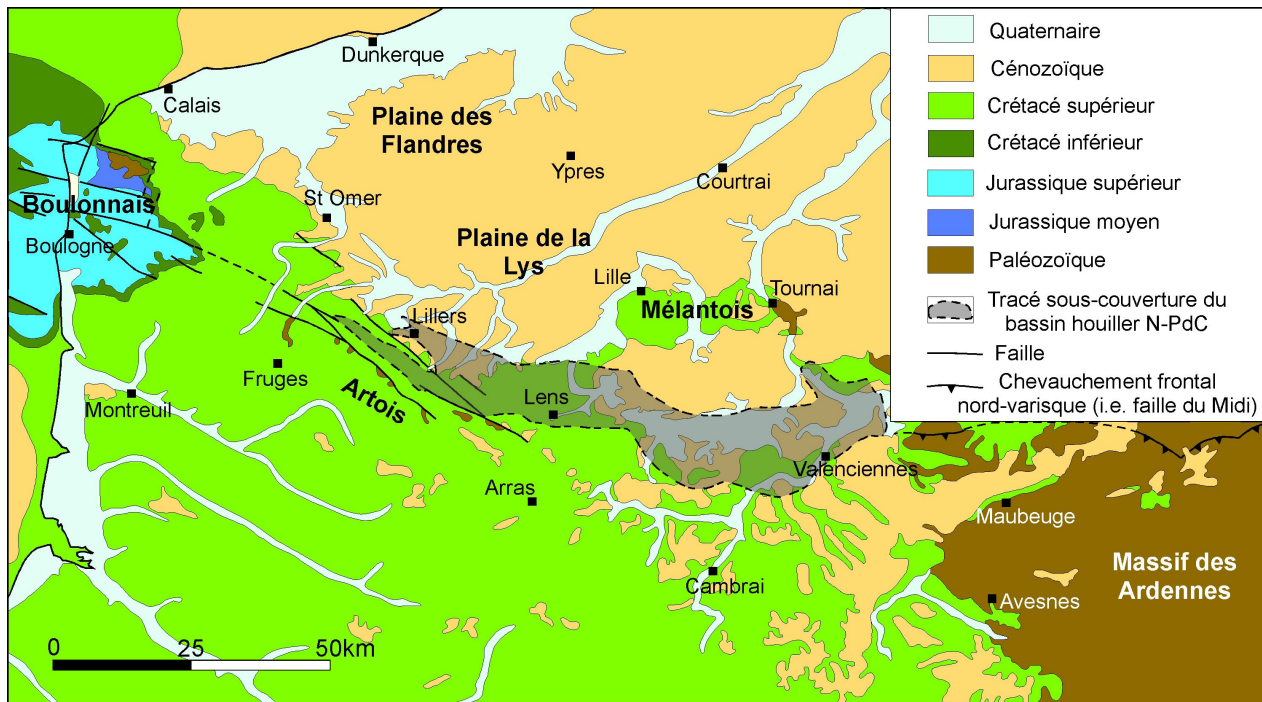 Dunkerque
Calais
Plaine des
Flandres
Ypres
Courtrai
St Omer
Boulonnais
Boulogne
Plaine de la
Lys
Lille
Mélantois
Tournai
Lillers
Fruges
Artois
Montreuil
Lens
Valenciennes
Arras
Maubeuge
Cambrai
Massif des
Ardennes
Avesnes
0 25 50km
Quaternaire
Cénozoïque
Crétacé supérieur
Crétacé inférieur
Jurassique supérieur
Jurassique moyen
Paléozoïque
Tracé sous-couverture du
bassin houiller N-PdC
Faille
Chevauchement frontal
nord-varisque (i.e. faille du Midi)